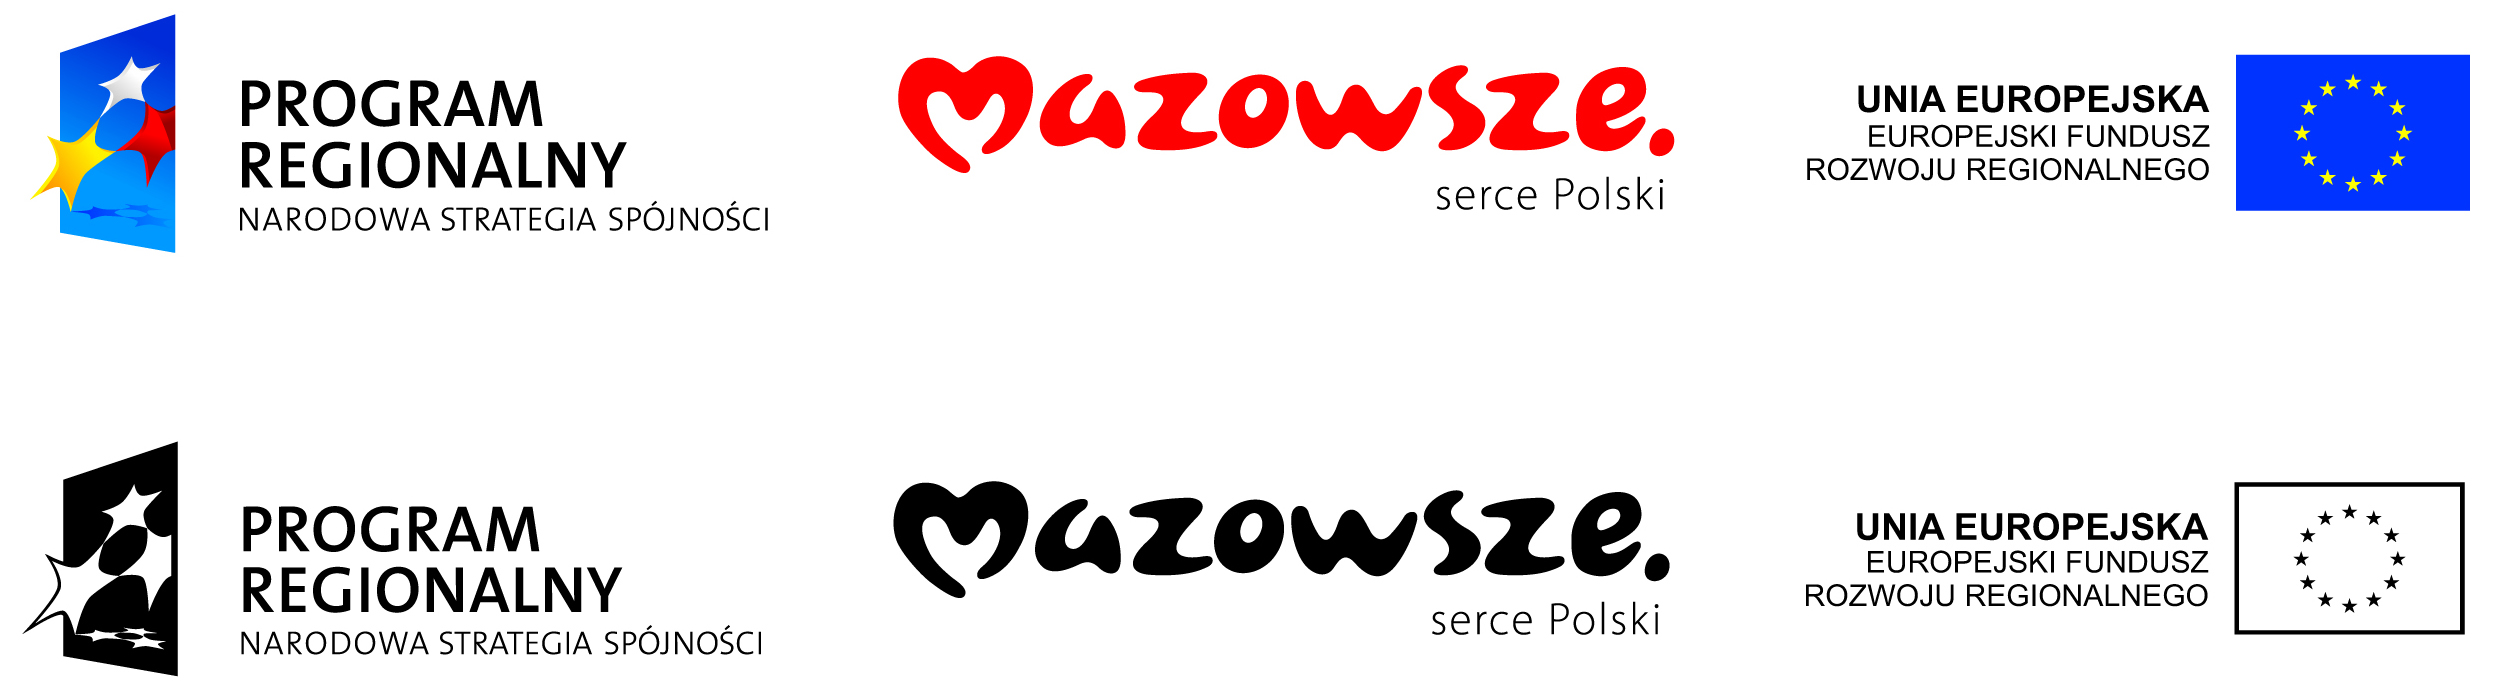 PROGRAM
REGIONALNY
NARODOWA STRATEGIA SPÓJNOŚCI
mazowsze.
serce Polski
UNIA EUROPEJSKA
EUROPEJSKI FUNDUSZ
ROZWOJU REGIONALNEGO
PROGRAM
REGIONALNY
NARODOWA STRATEGIA SPÓJNOŚCI
mazowsze.
serce Polski
UNIA EUROPEJSKA
EUROPEJSKI FUNDUSZ
ROZWOJU REGIONALNEGO